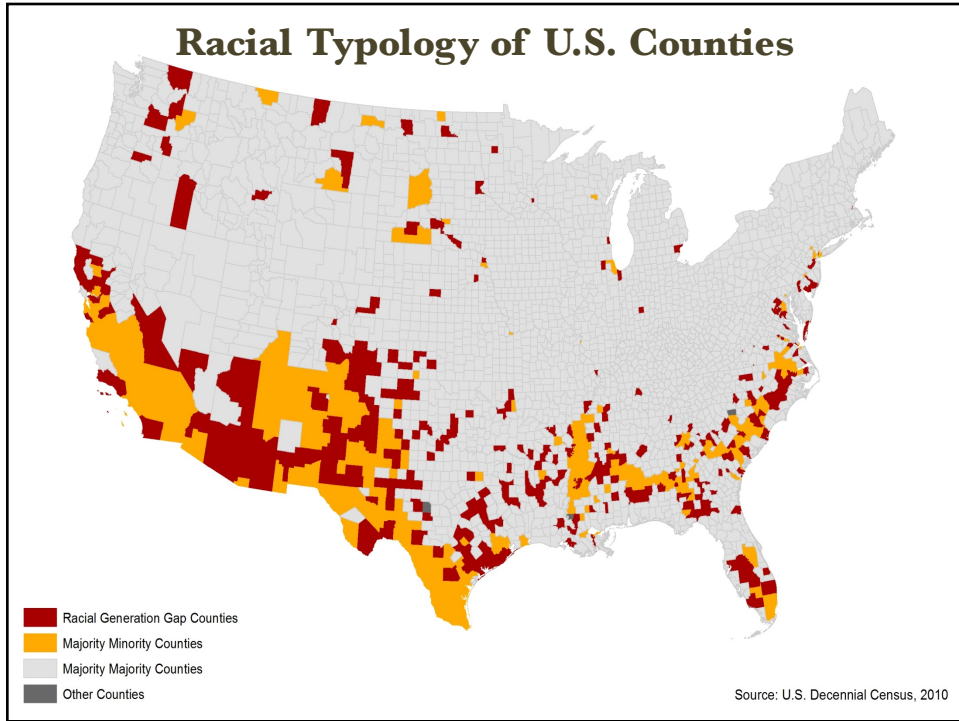 Racial Typology of U.S. Counties
Racial Generation Gap Counties
Majority Minority Counties
Majority Majority Counties
Other Counties
Source: U.S. Decennial Census, 2010